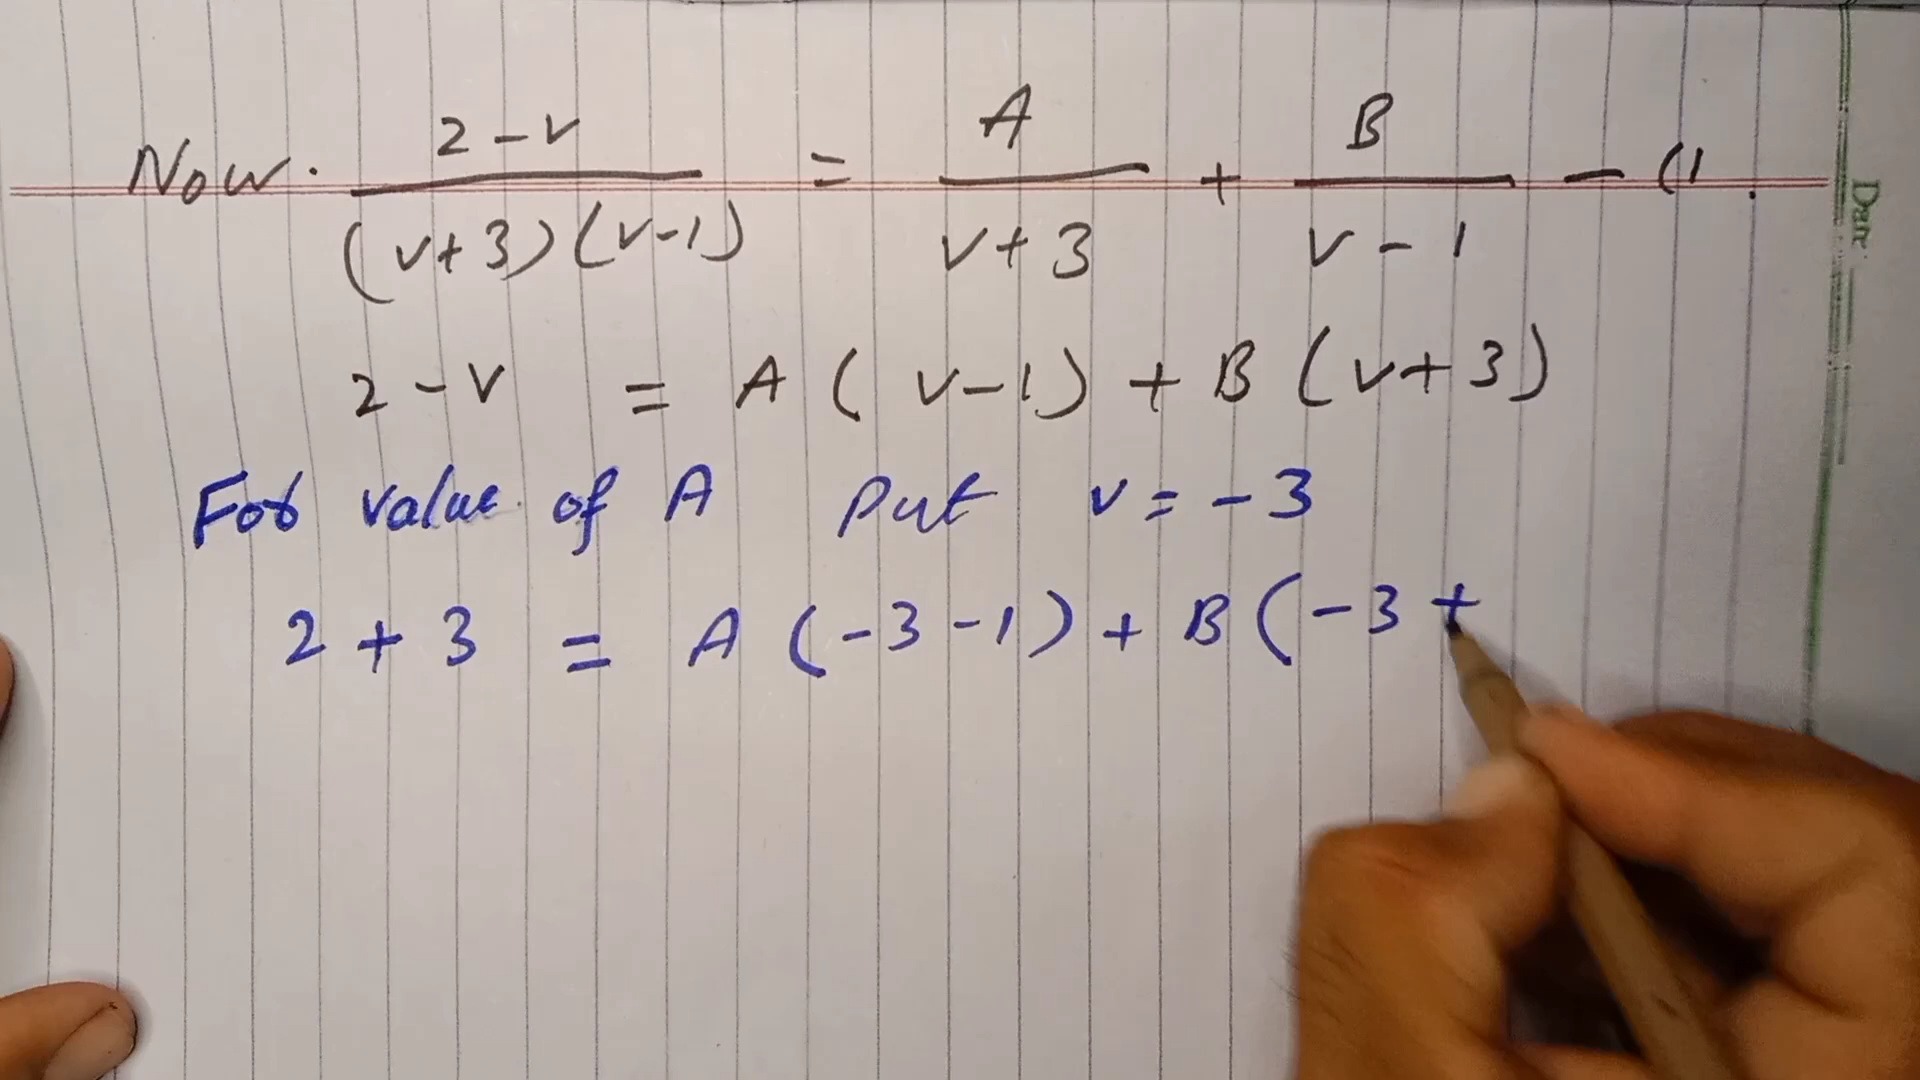 Now. 2-v / (v+3)(v-1) = A / v+3 + B / v-1 - (1.
2-v = A(v-1) + B(v+3)
For value of A Put v=-3
2+3 = A(-3-1) + B(-3+